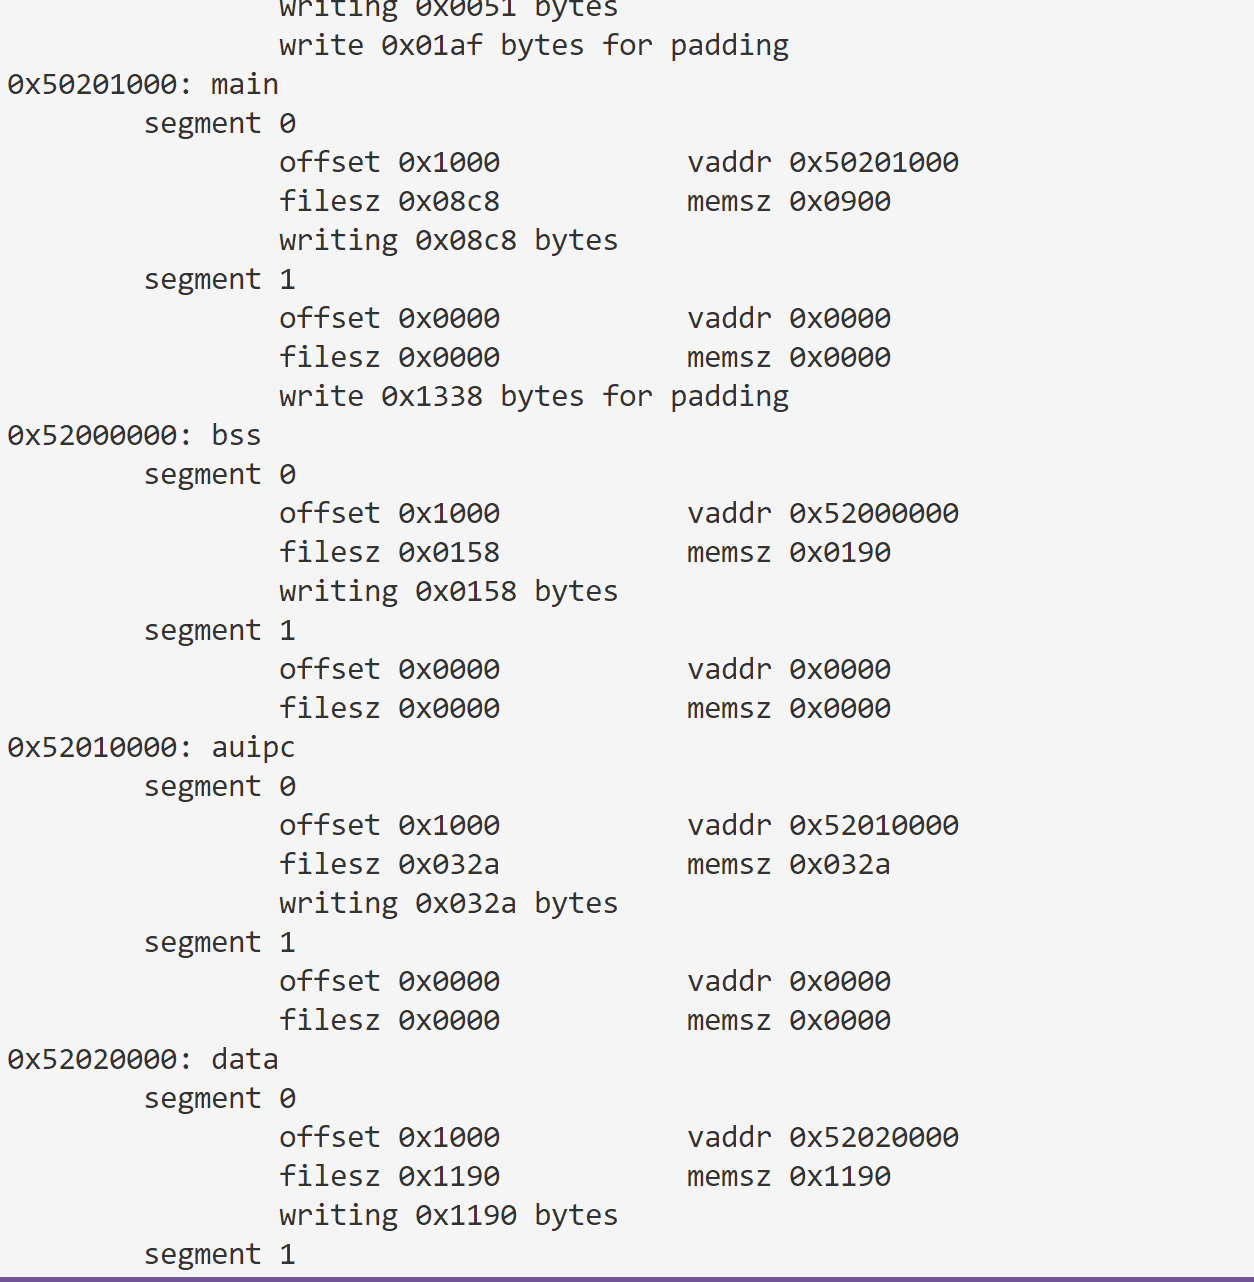 writing 0x0051 bytes
write 0x01af bytes for padding
0x50201000: main
segment 0
offset 0x1000 vaddr 0x50201000
filesz 0x08c8 memsz 0x0900
writing 0x08c8 bytes
segment 1
offset 0x0000 vaddr 0x0000
filesz 0x0000 memsz 0x0000
write 0x1338 bytes for padding
0x52000000: bss
segment 0
offset 0x1000 vaddr 0x52000000
filesz 0x0158 memsz 0x0190
writing 0x0158 bytes
segment 1
offset 0x0000 vaddr 0x0000
filesz 0x0000 memsz 0x0000
0x52010000: auipc
segment 0
offset 0x1000 vaddr 0x52010000
filesz 0x032a memsz 0x032a
writing 0x032a bytes
segment 1
offset 0x0000 vaddr 0x0000
filesz 0x0000 memsz 0x0000
0x52020000: data
segment 0
offset 0x1000 vaddr 0x52020000
filesz 0x1190 memsz 0x1190
writing 0x1190 bytes
segment 1